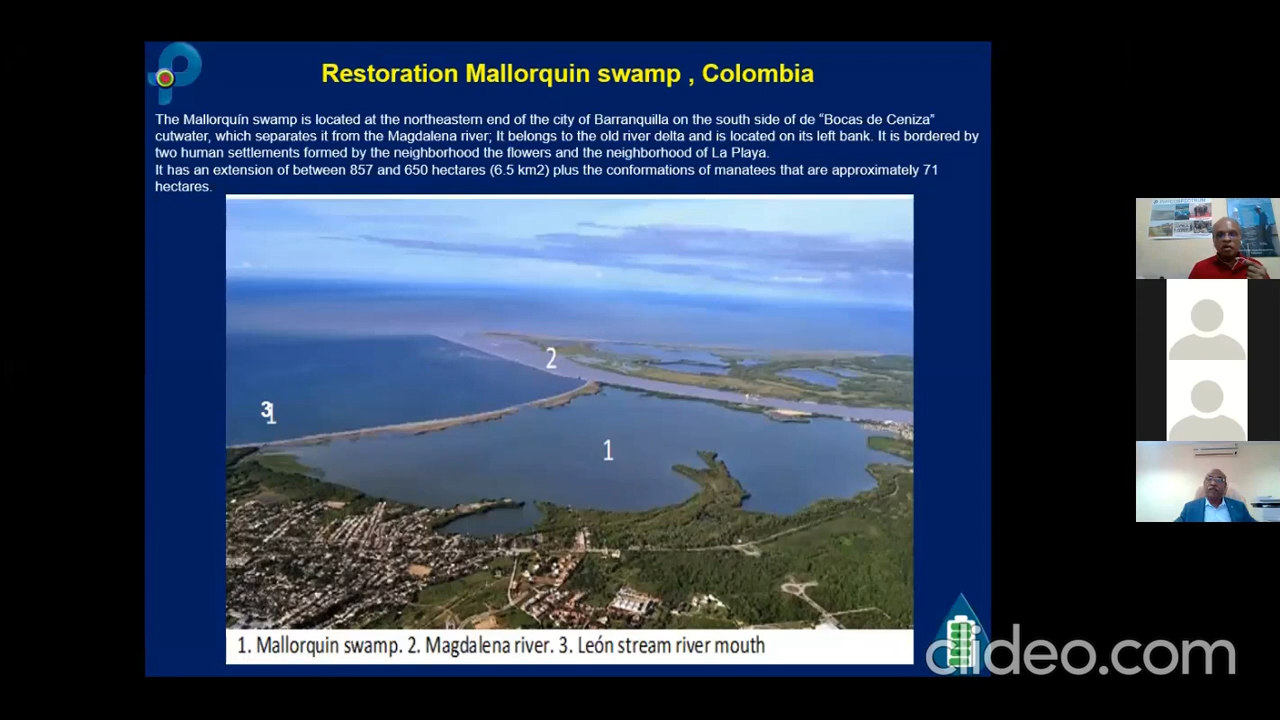 Restoration Mallorquin swamp , Colombia
The Mallorquín swamp is located at the northeastern end of the city of Barranquilla on the south side of de “Bocas de Ceniza”
cutwater, which separates it from the Magdalena river; It belongs to the old river delta and is located on its left bank. It is bordered by
two human settlements formed by the neighborhood the flowers and the neighborhood of La Playa.
It has an extension of between 857 and 650 hectares (6.5 km2) plus the conformations of manatees that are approximately 71
hectares.
2
3
1
1
1. Mallorquin swamp. 2. Magdalena river. 3. León stream river mouth
clideo.com